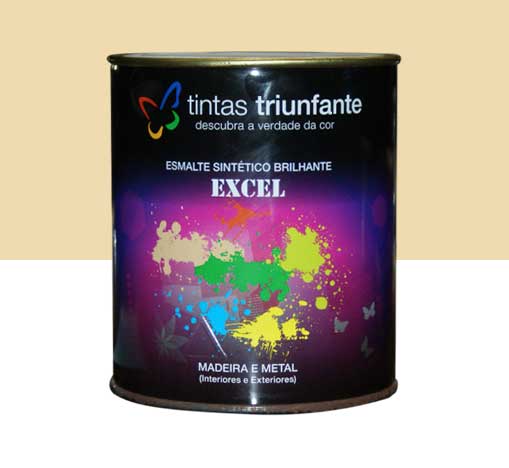 tintas triunfante
descubra a verdade da cor
ESMALTE SINTÉTICO BRILHANTE
EXCEL
MADEIRA E METAL
(Interiores e Exteriores)